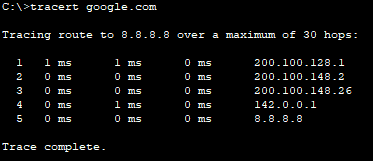 C:\>tracert google.com
Tracing route to 8.8.8.8 over a maximum of 30 hops:
1 1 ms 1 ms 0 ms 200.100.128.1
2 0 ms 0 ms 0 ms 200.100.148.2
3 0 ms 0 ms 0 ms 200.100.148.26
4 0 ms 1 ms 0 ms 142.0.0.1
5 0 ms 0 ms 0 ms 8.8.8.8
Trace complete.